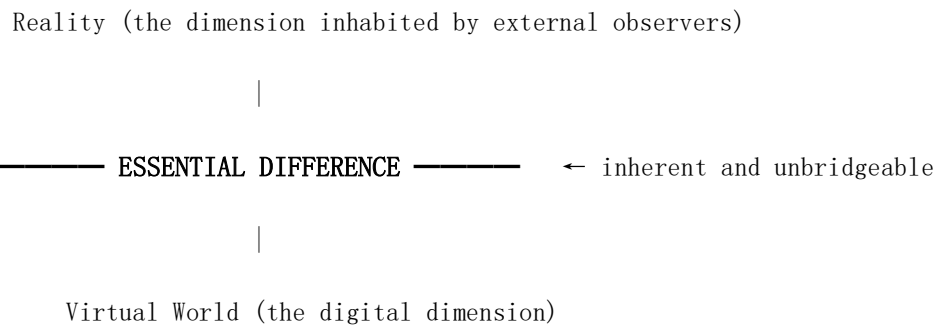 Reality (the dimension inhabited by external observers)
|
———— ESSENTIAL DIFFERENCE ———— ← inherent and unbridgeable
|
Virtual World (the digital dimension)